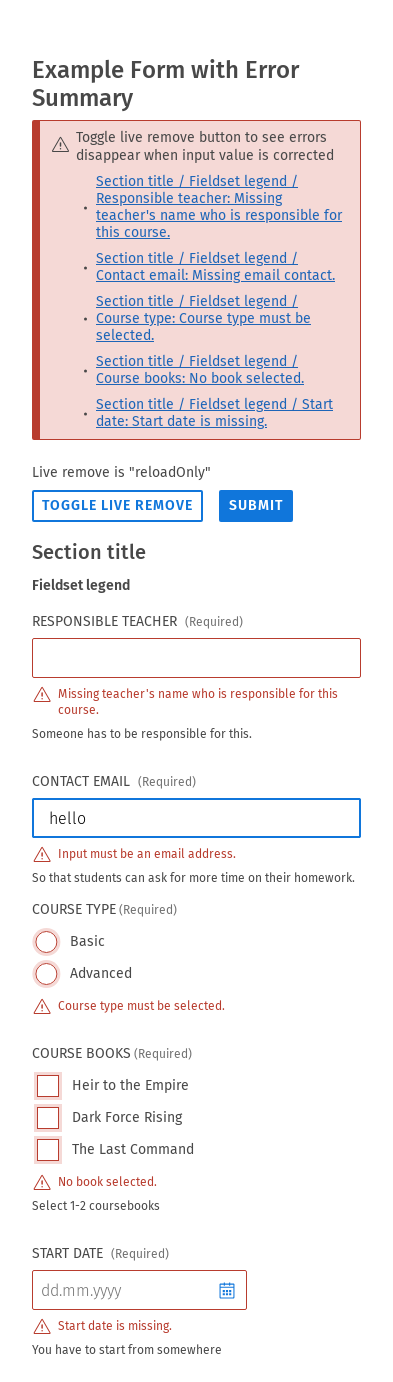 Example Form with Error
Summary
Toggle live remove button to see errors
disappear when input value is corrected
• Section title / Fieldset legend /
Responsible teacher: Missing
teacher's name who is responsible for
this course.
• Section title / Fieldset legend /
Contact email: Missing email contact.
• Section title / Fieldset legend /
Course type: Course type must be
selected.
• Section title / Fieldset legend /
Course books: No book selected.
• Section title / Fieldset legend / Start
date: Start date is missing.
Live remove is "reloadOnly"
TOGGLE LIVE REMOVE SUBMIT
Section title
Fieldset legend
RESPONSIBLE TEACHER (Required)
Missing teacher's name who is responsible for this
course.
Someone has to be responsible for this.
CONTACT EMAIL (Required)
hello
Input must be an email address.
So that students can ask for more time on their homework.
COURSE TYPE (Required)
Basic
Advanced
Course type must be selected.
COURSE BOOKS (Required)
Heir to the Empire
Dark Force Rising
The Last Command
No book selected.
Select 1-2 coursebooks
START DATE (Required)
dd.mm.yyyy
Start date is missing.
You have to start from somewhere